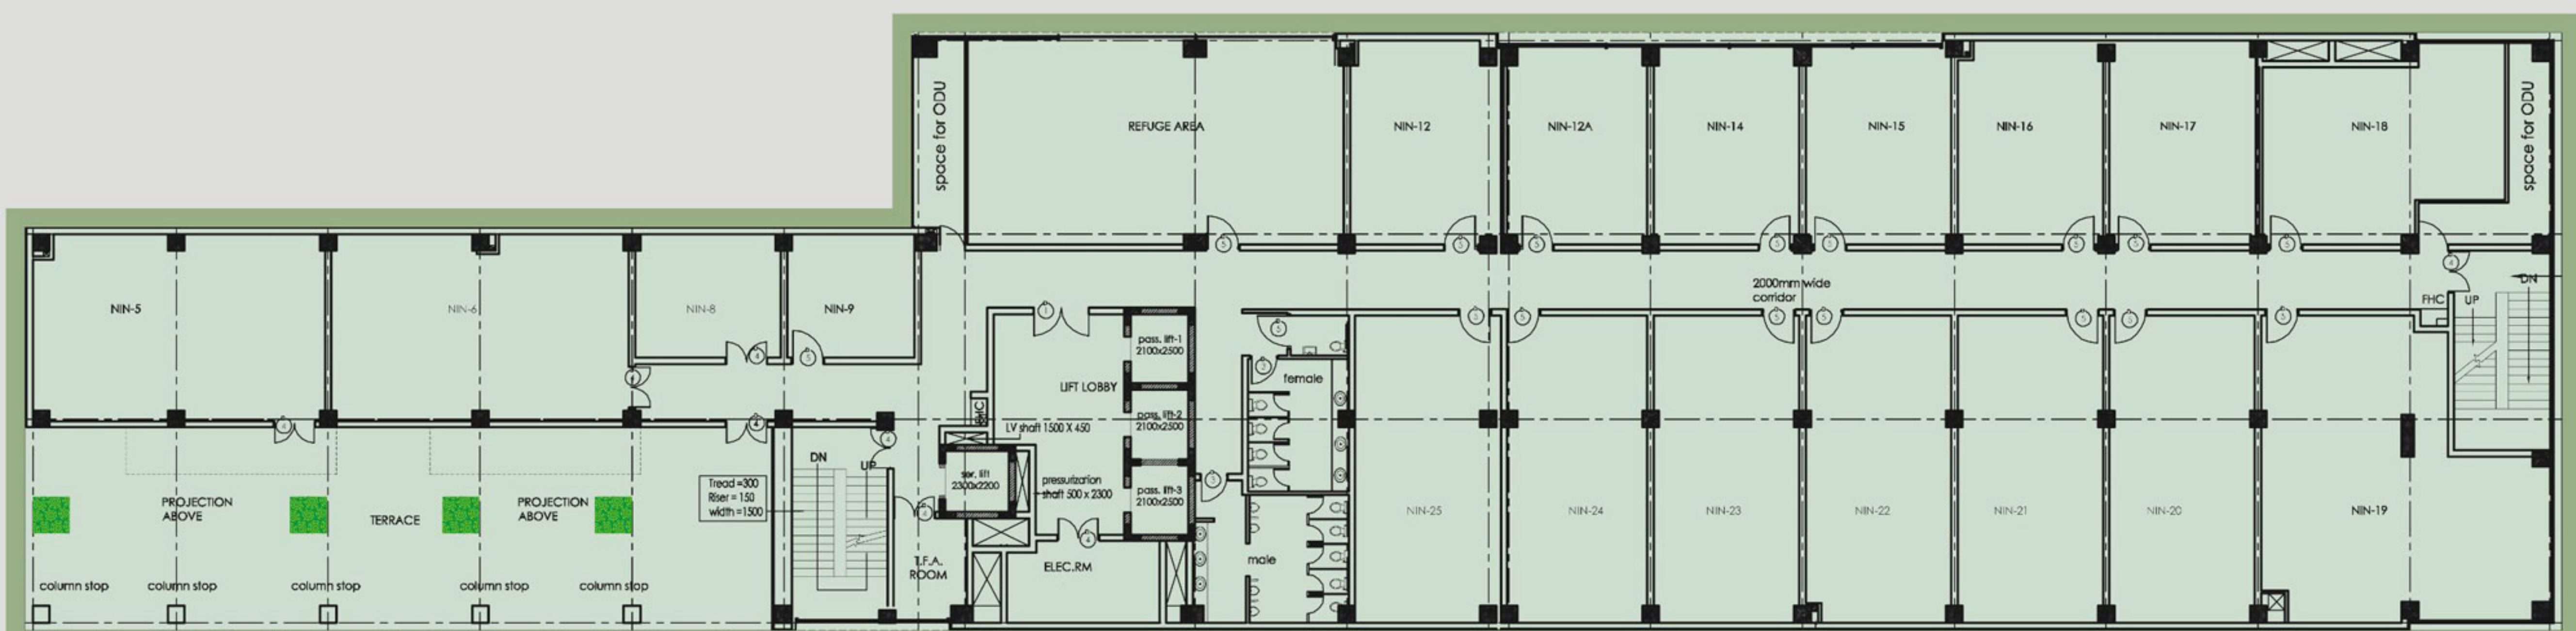 space for ODU
REFUGE AREA
NIN-12
NIN-12A
NIN-14
NIN-15
NIN-16
NIN-17
NIN-18
space for ODU
NIN-5
NIN-6
NIN-8
NIN-9
2000mm wide
corridor
FHC
UP
DN
pass. lift-1
2100x2500
LIFT LOBBY
pass. lift-2
2100x2500
female
FHC
LV shaft 1500 X 450
DN
UP
ser. lift
2300x2200
pressurization
shaft 500 x 2300
pass. lift-3
2100x2500
Tread =300
Riser = 150
width =1500
PROJECTION
ABOVE
TERRACE
PROJECTION
ABOVE
NIN-25
NIN-24
NIN-23
NIN-22
NIN-21
NIN-20
NIN-19
T.F.A.
ROOM
ELEC.RM
male
column stop
column stop
column stop
column stop
column stop